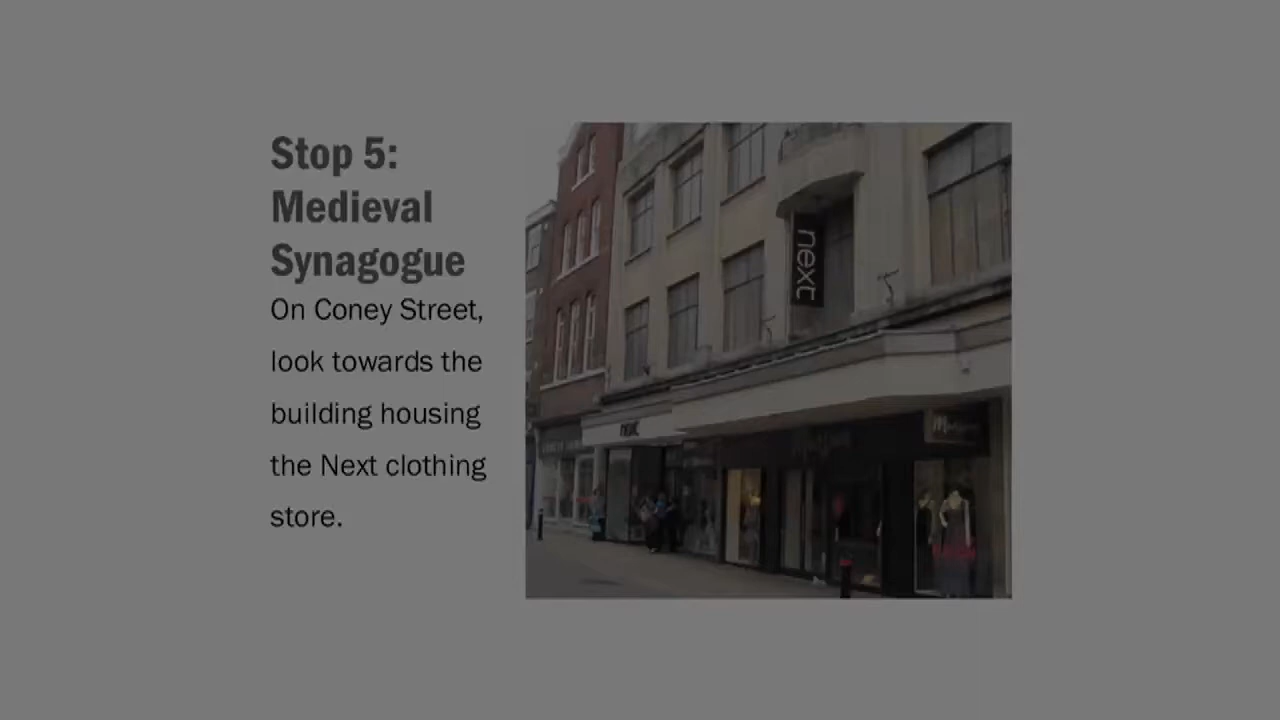 Stop 5:
Medieval
Synagogue
On Coney Street,
look towards the
building housing
the Next clothing
store.
next
next